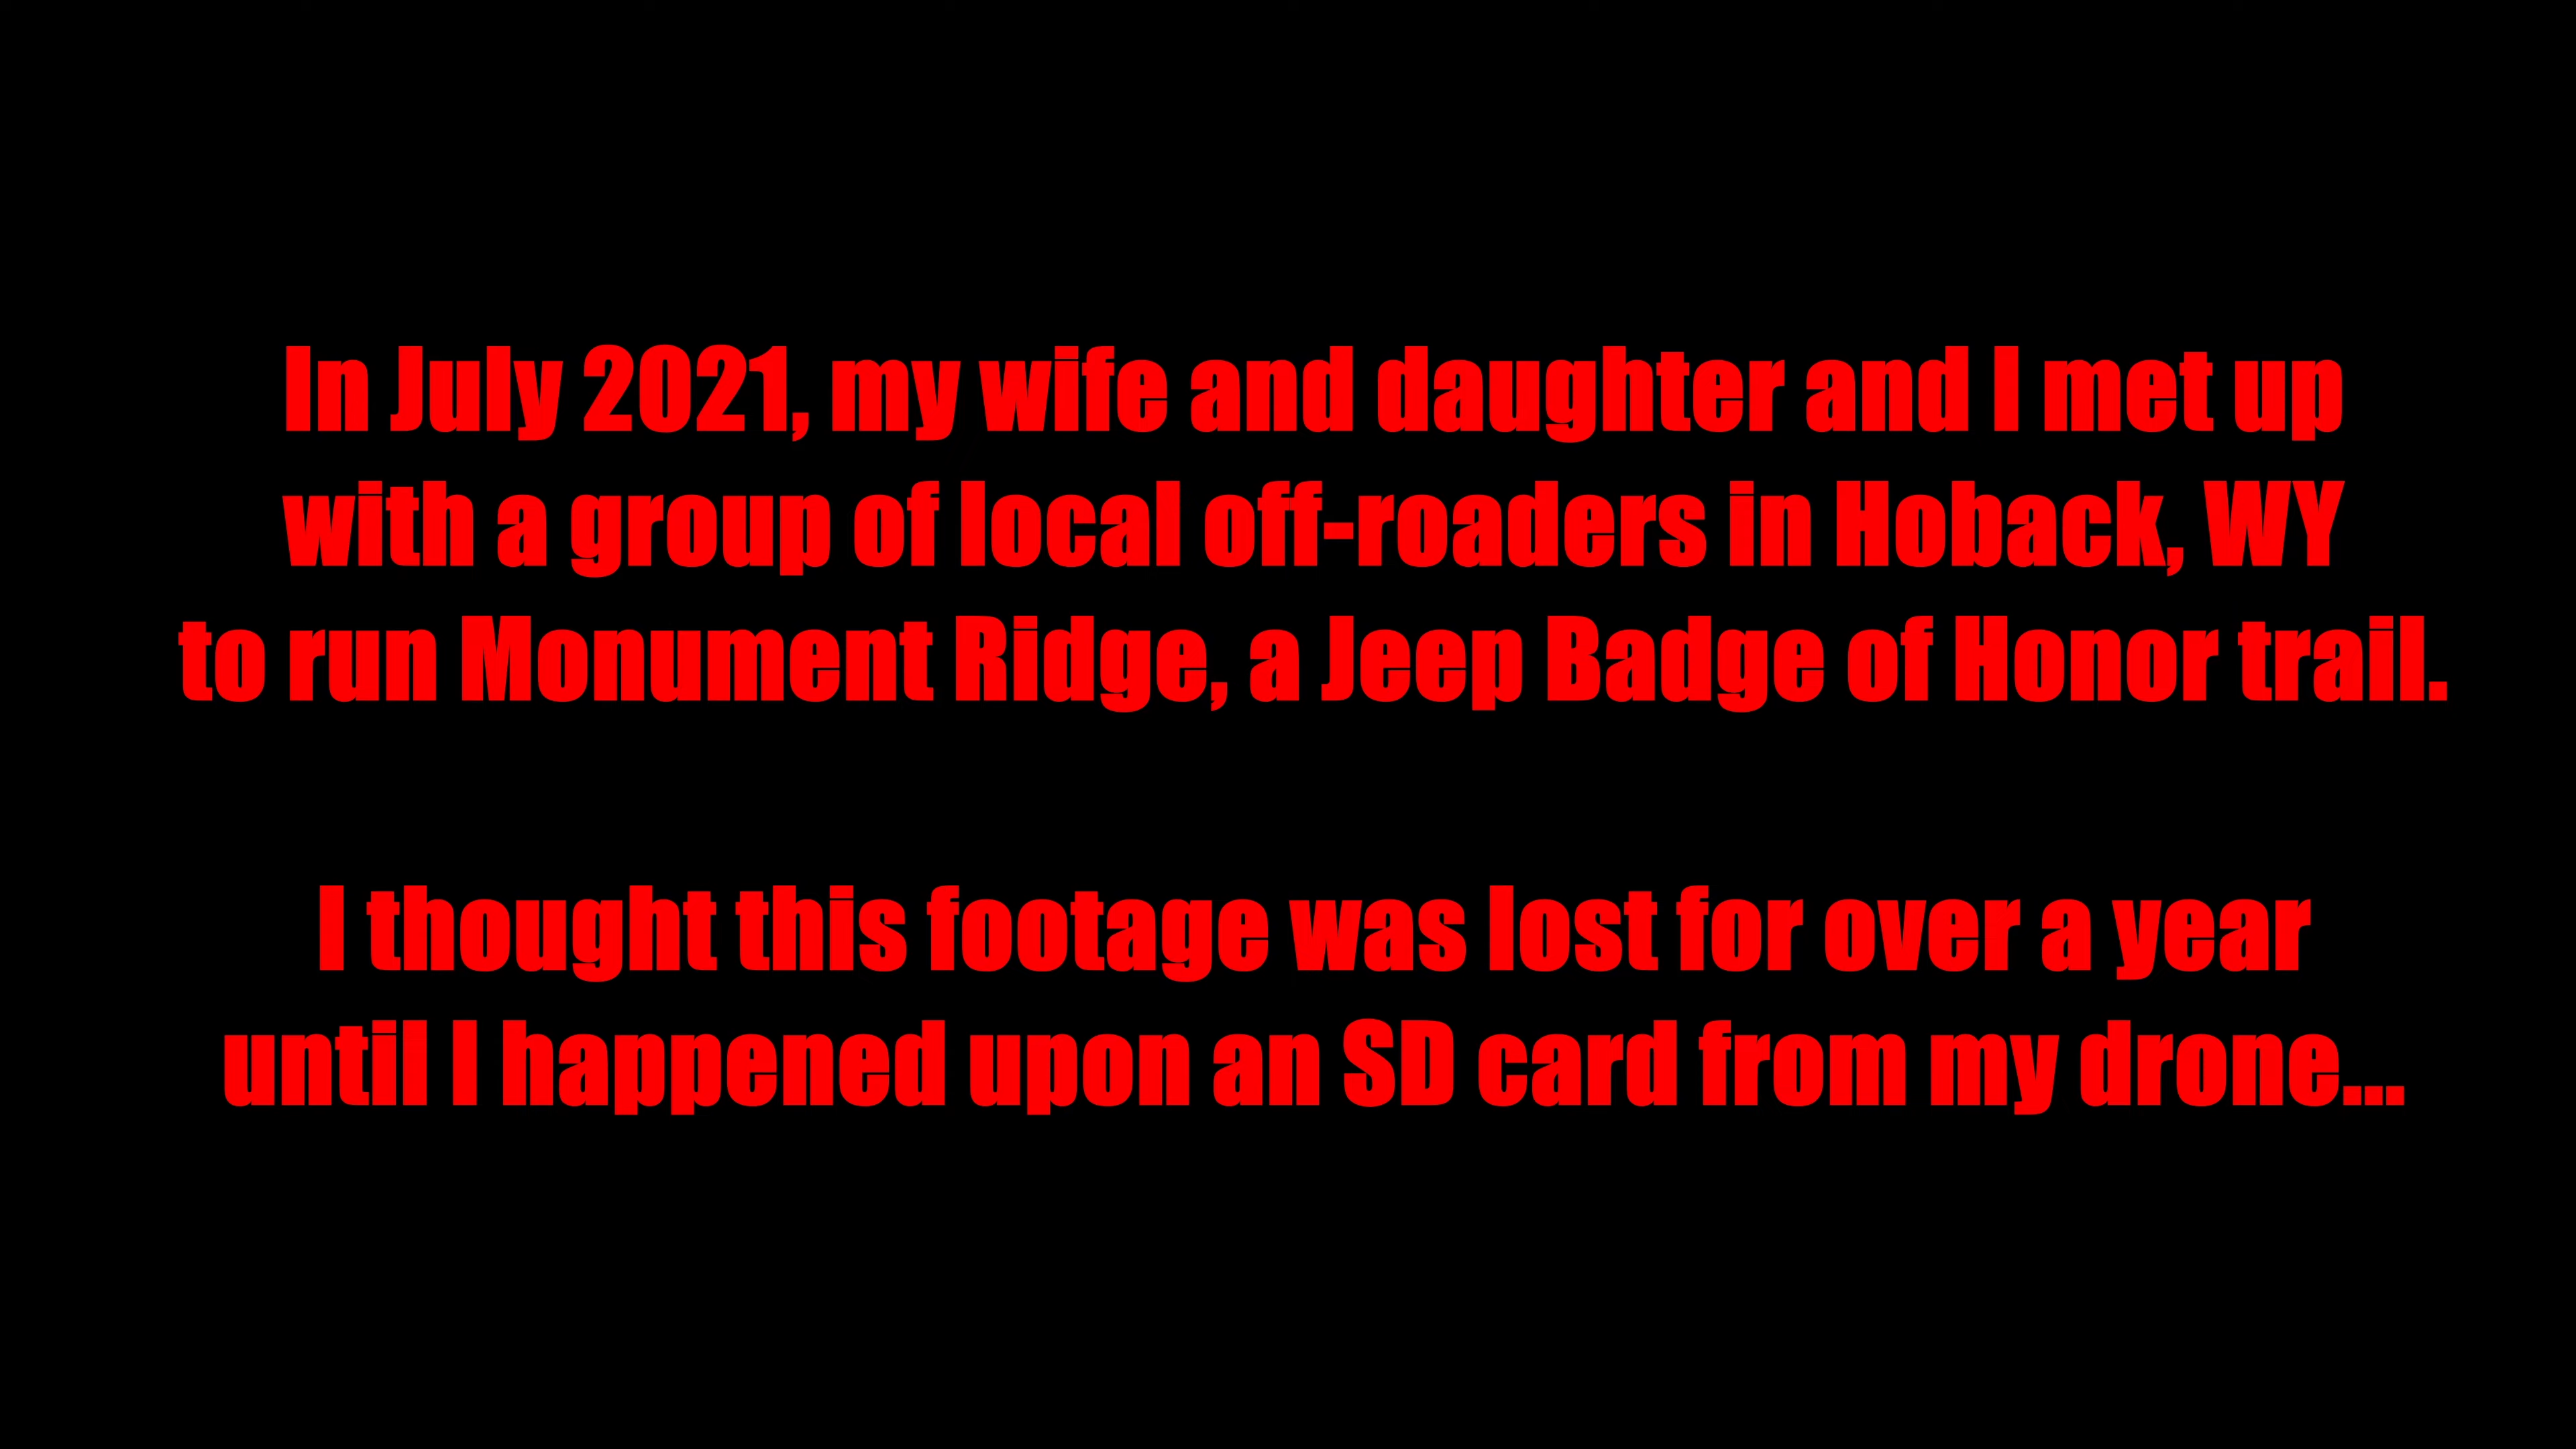 In July 2021, my wife and daughter and I met up
with a group of local off-roaders in Hoback, WY
to run Monument Ridge, a Jeep Badge of Honor trail.
I thought this footage was lost for over a year
until I happened upon an SD card from my drone...